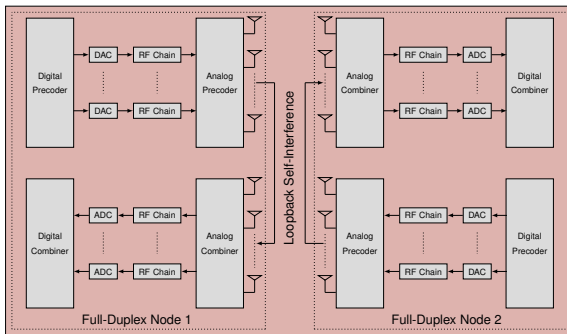 Digital
Precoder
DAC
RF Chain
DAC
RF Chain
Analog
Precoder
Digital
Combiner
ADC
RF Chain
ADC
RF Chain
Analog
Combiner
Full-Duplex Node 1
Loopback Self-Interference
Analog
Combiner
RF Chain
ADC
RF Chain
ADC
Digital
Combiner
Analog
Precoder
RF Chain
DAC
RF Chain
DAC
Digital
Precoder
Full-Duplex Node 2